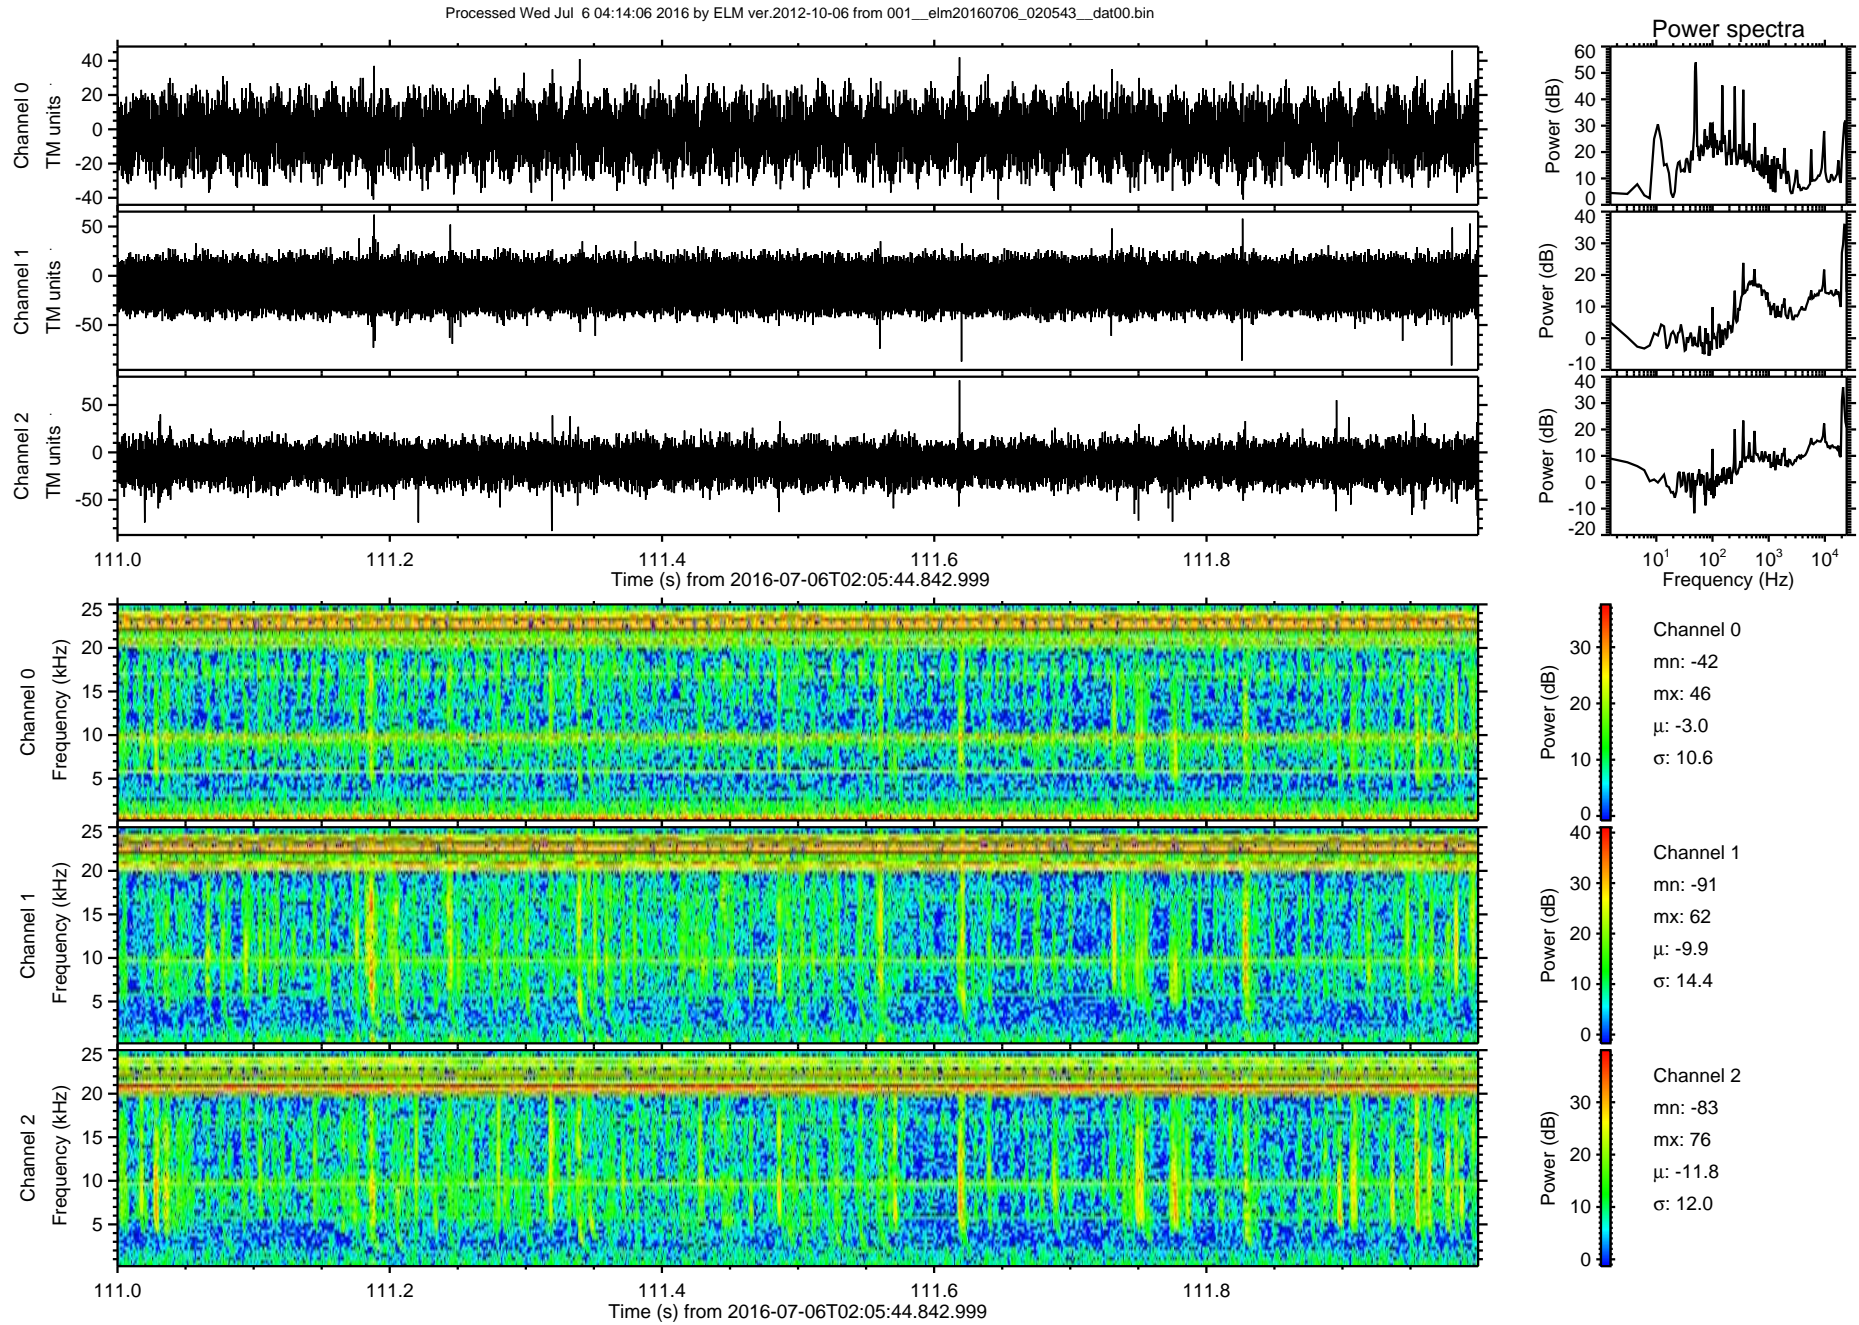 Processed Wed Jul  6 04:14:06 2016 by ELM ver.2012-10-06 from 001__elm20160706_020543__dat00.bin
Power spectra
Channel 0
TM units
40
20
0
-20
-40
Power (dB)
60
50
40
30
20
10
0
Channel 1
TM units
50
0
-50
Power (dB)
40
30
20
10
0
-10
Channel 2
TM units
50
0
-50
Power (dB)
40
30
20
10
0
-10
-20
111.0 111.2 111.4 111.6 111.8
Time (s) from 2016-07-06T02:05:44.842.999
10^1 10^2 10^3 10^4
Frequency (Hz)
Channel 0
Frequency (kHz)
25
20
15
10
5
Power (dB)
30
20
10
0
Channel 0
mn: -42
mx: 46
μ: -3.0
σ: 10.6
Channel 1
Frequency (kHz)
25
20
15
10
5
Power (dB)
40
30
20
10
0
Channel 1
mn: -91
mx: 62
μ: -9.9
σ: 14.4
Channel 2
Frequency (kHz)
25
20
15
10
5
Power (dB)
30
20
10
0
Channel 2
mn: -83
mx: 76
μ: -11.8
σ: 12.0
111.0 111.2 111.4 111.6 111.8
Time (s) from 2016-07-06T02:05:44.842.999